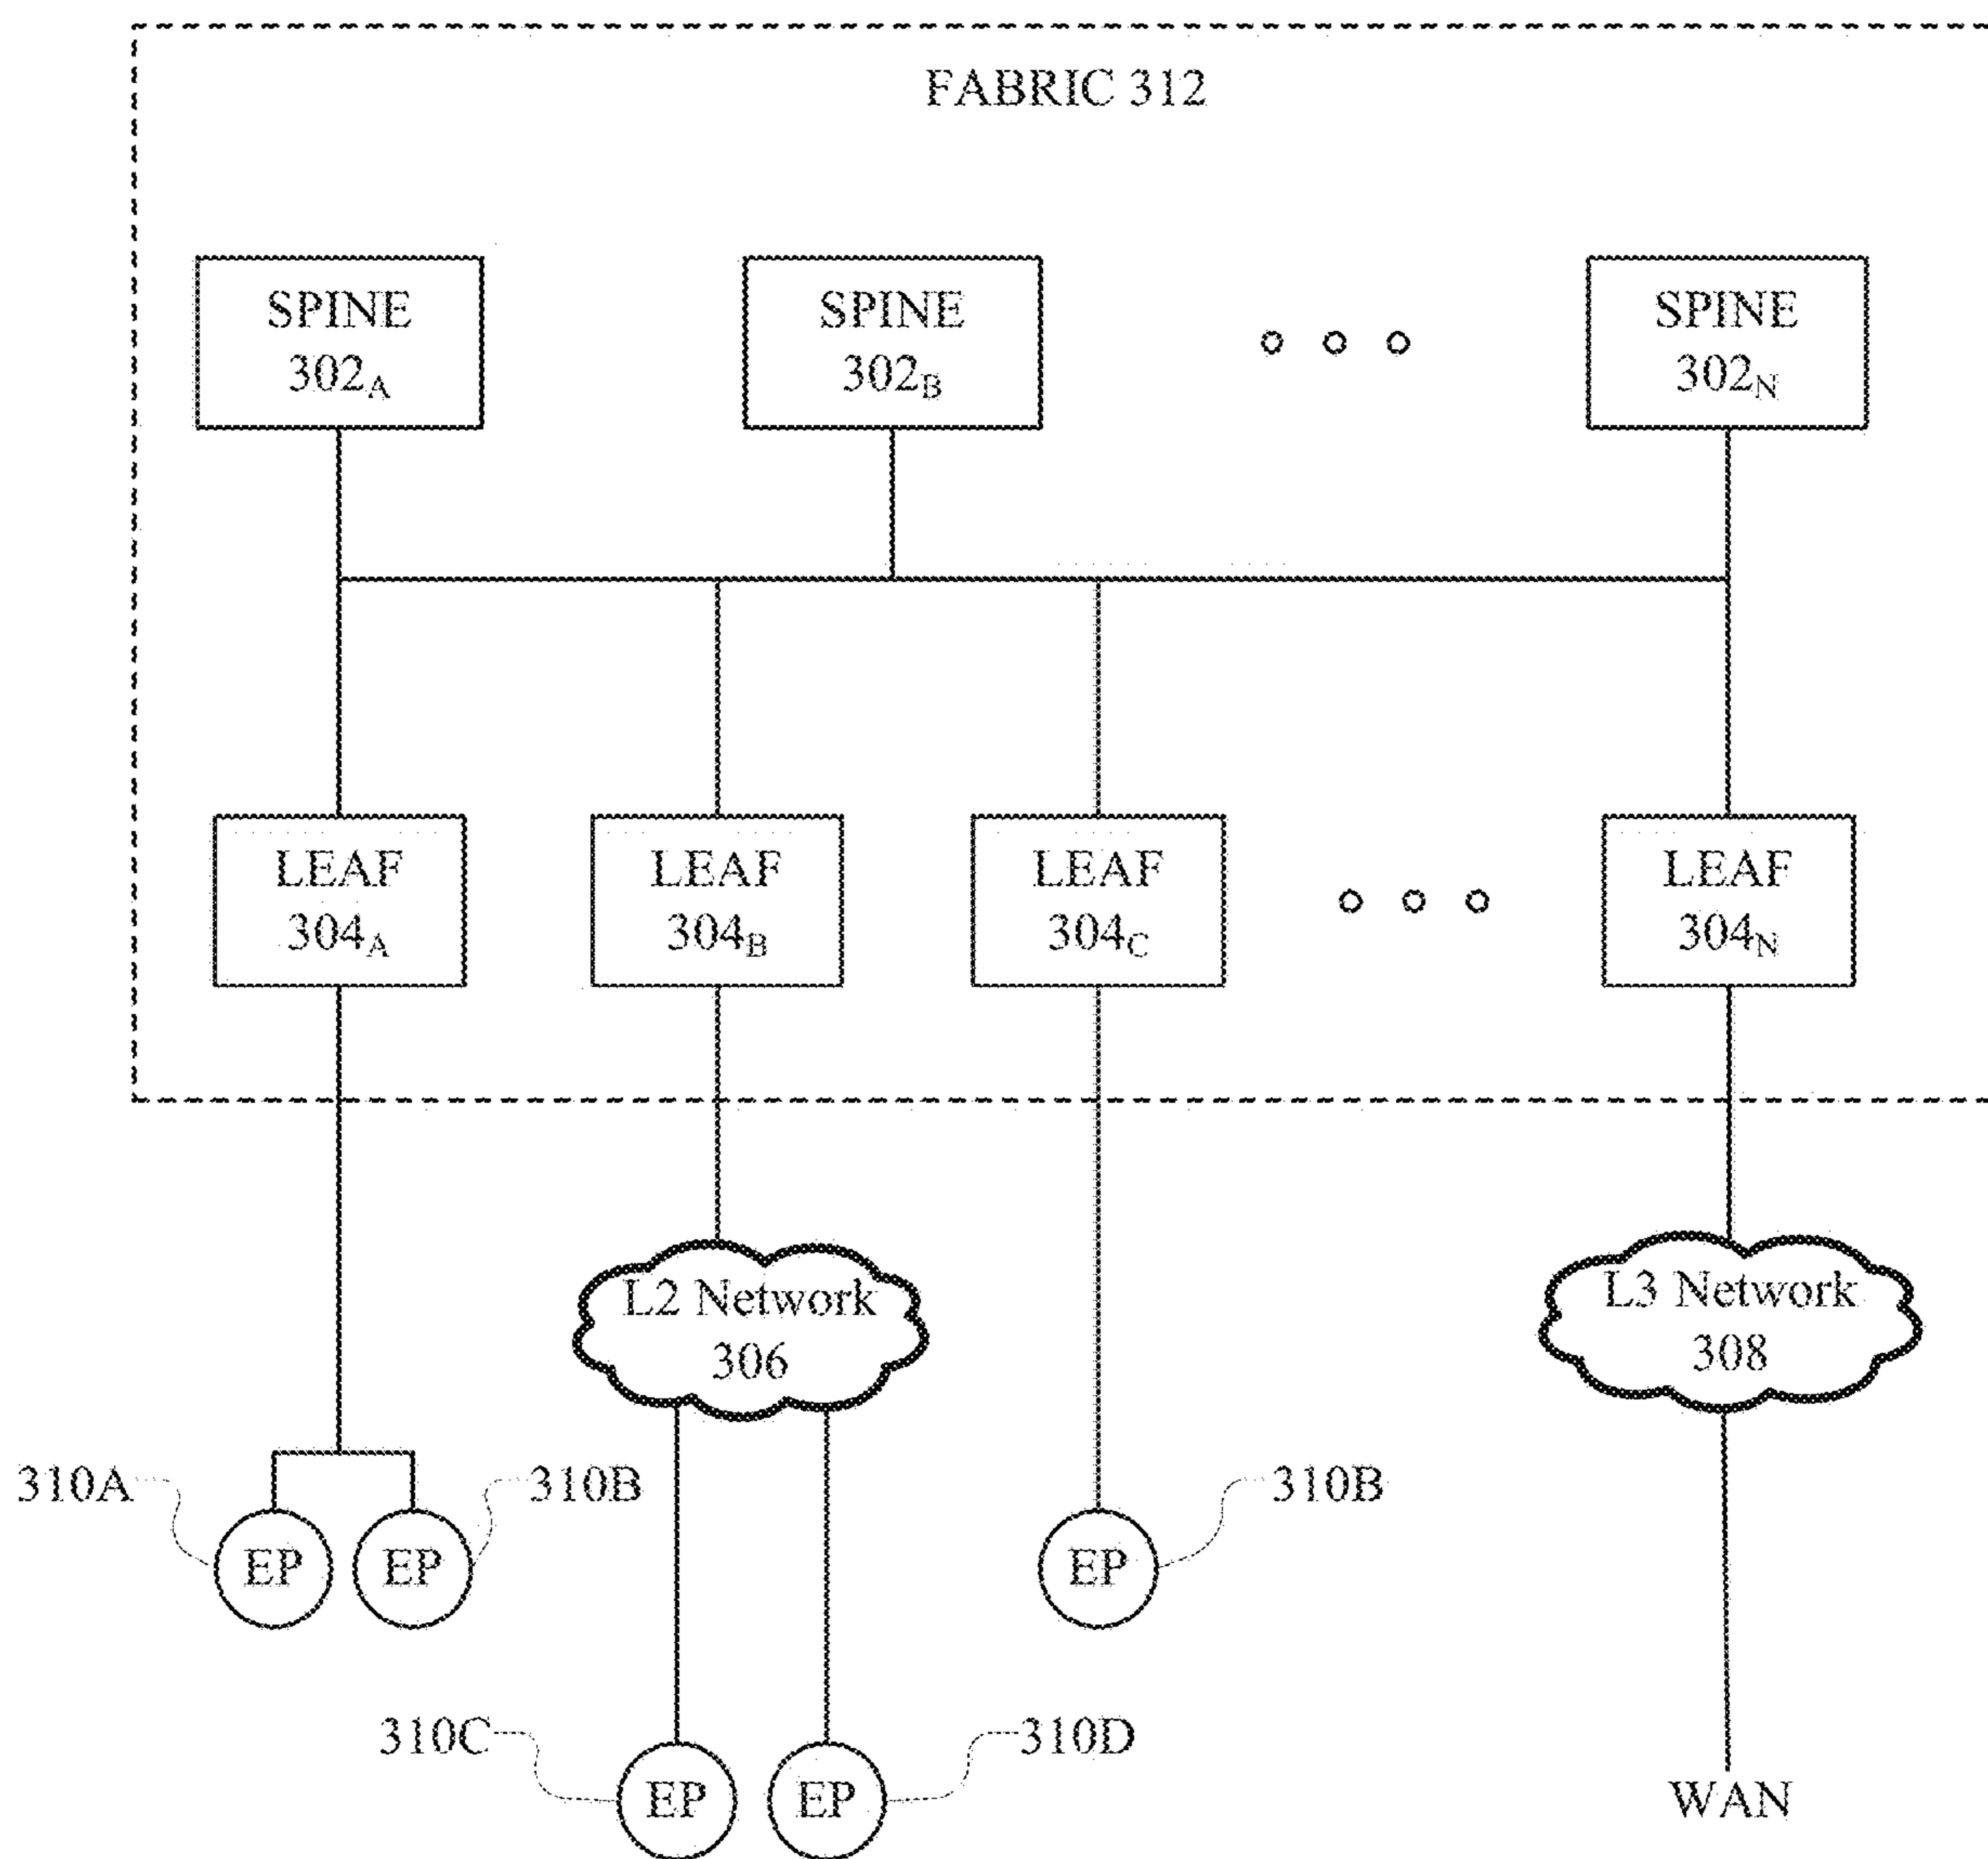 FABRIC 312
SPINE
302A
SPINE
302B
SPINE
302N
LEAF
304A
LEAF
304B
LEAF
304C
LEAF
304N
L2 Network
306
L3 Network
308
310A
310B
310B
EP
EP
EP
310C
310D
EP
EP
WAN